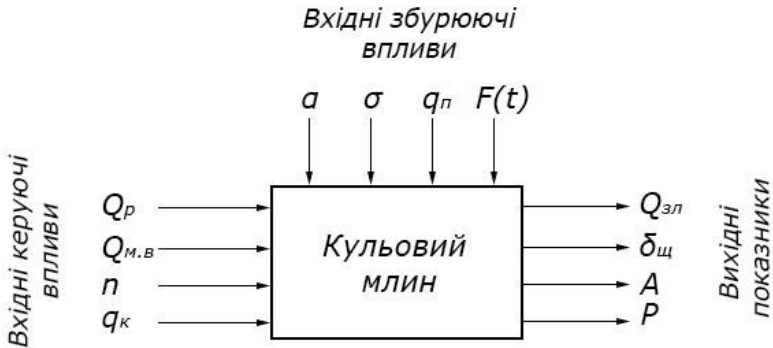 Вхідні збурюючі
впливи
a σ qп F(t)
Вхідні керуючі
впливи
Qр
Qм.в
n
qк
Кульовий
млин
Qзл
δщ
A
P
Вихідні
показники